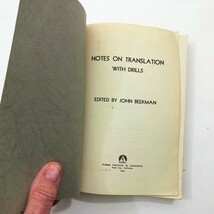 NOTES ON TRANSLATION
WITH DRILLS
EDITED BY JOHN BEEKMAN